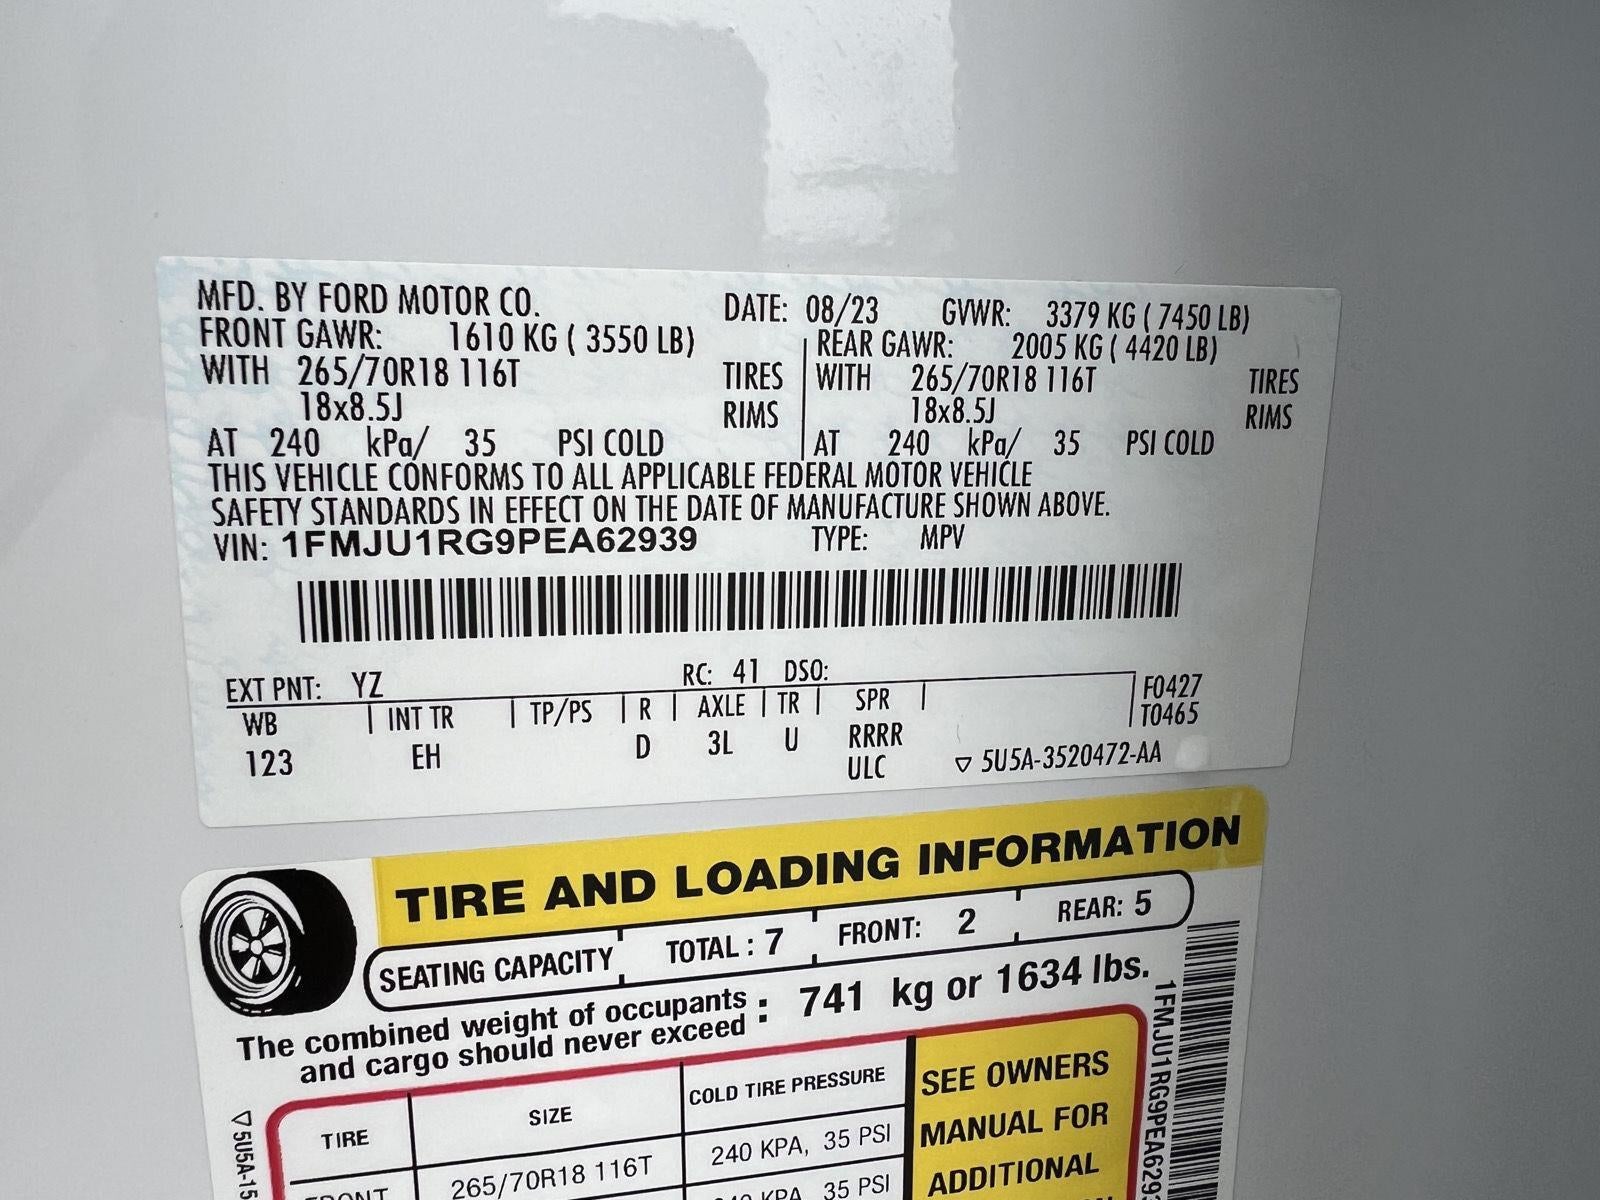 MFD. BY FORD MOTOR CO. DATE: 08/23 GVWR: 3379 KG ( 7450 LB)
FRONT GAWR: 1610 KG ( 3550 LB) REAR GAWR: 2005 KG ( 4420 LB)
WITH 265/70R18 116T TIRES WITH 265/70R18 116T TIRES
18x8.5J RIMS 18x8.5J RIMS
AT 240 kPa/ 35 PSI COLD AT 240 kPa/ 35 PSI COLD
THIS VEHICLE CONFORMS TO ALL APPLICABLE FEDERAL MOTOR VEHICLE
SAFETY STANDARDS IN EFFECT ON THE DATE OF MANUFACTURE SHOWN ABOVE.
VIN: 1FMJU1RG9PEA62939 TYPE: MPV
EXT PNT: YZ RC: 41 DSO:
WB INT TR TP/PS R AXLE TR SPR F0427
T0465
123 EH D 3L U RRRR
ULC ▽ 5U5A-3520472-AA
TIRE AND LOADING INFORMATION
SEATING CAPACITY TOTAL : 7 FRONT: 2 REAR: 5
The combined weight of occupants
and cargo should never exceed : 741 kg or 1634 lbs.
TIRE SIZE COLD TIRE PRESSURE SEE OWNERS
MANUAL FOR
ADDITIONAL
FRONT 265/70R18 116T 240 KPA, 35 PSI
240 KPA, 35 PSI
▽ 5U5A-15
1FMJU1RG9PEA6293